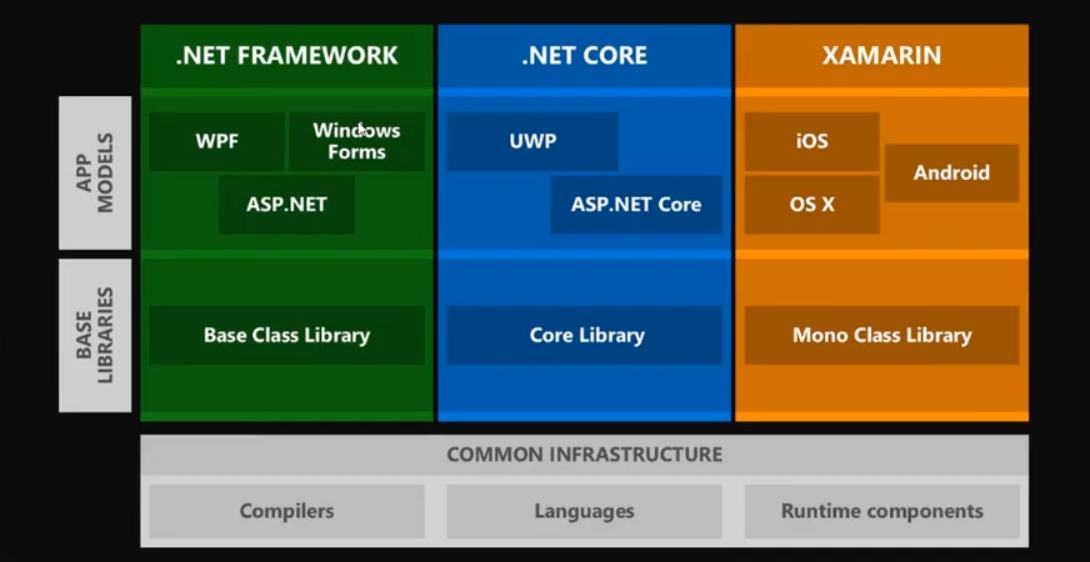 .NET FRAMEWORK
.NET CORE
XAMARIN
APP
MODELS
WPF
Windows
Forms
ASP.NET
UWP
ASP.NET Core
iOS
Android
OS X
BASE
LIBRARIES
Base Class Library
Core Library
Mono Class Library
COMMON INFRASTRUCTURE
Compilers
Languages
Runtime components